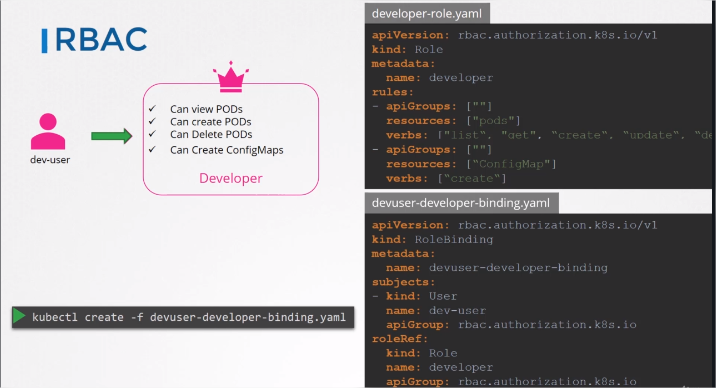 RBAC
dev-user
✓ Can view PODs
✓ Can create PODs
✓ Can Delete PODs
✓ Can Create ConfigMaps
Developer
kubectl create -f devuser-developer-binding.yaml
developer-role.yaml
apiVersion: rbac.authorization.k8s.io/v1
kind: Role
metadata:
  name: developer
rules:
- apiGroups: [""]
  resources: ["pods"]
  verbs: ["list“, "get", “create“, “update“, “de
- apiGroups: [""]
  resources: [“ConfigMap"]
  verbs: [“create“]
devuser-developer-binding.yaml
apiVersion: rbac.authorization.k8s.io/v1
kind: RoleBinding
metadata:
  name: devuser-developer-binding
subjects:
- kind: User
  name: dev-user
  apiGroup: rbac.authorization.k8s.io
roleRef:
  kind: Role
  name: developer
  apiGroup: rbac.authorization.k8s.io